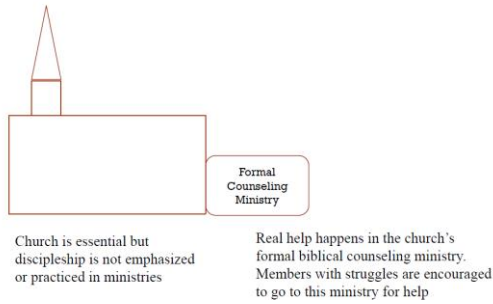 Formal
Counseling
Ministry
Church is essential but
discipleship is not emphasized
or practiced in ministries
Real help happens in the church's
formal biblical counseling ministry.
Members with struggles are encouraged
to go to this ministry for help